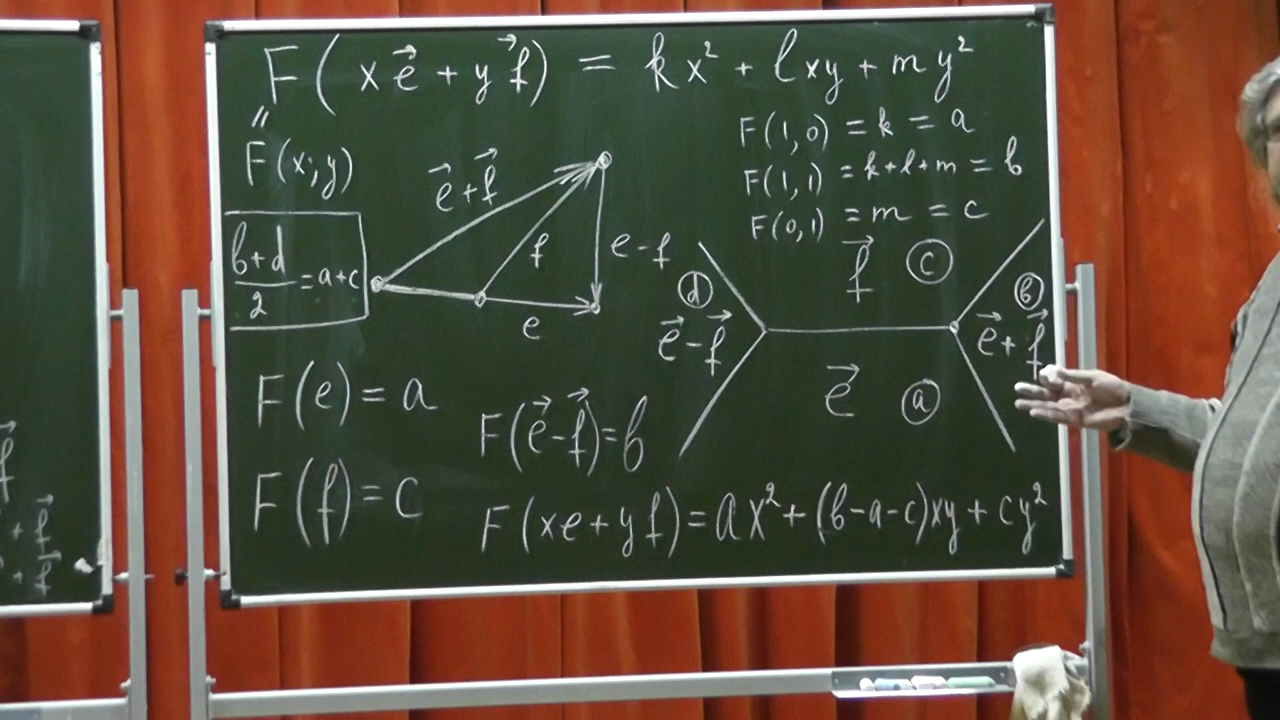 F(x e⃗ + y f⃗) = kx² + lxy + my²
"
F(x;y)
F(1,0) = k = a
F(1,1) = k+l+m = b
F(0,1) = m = c
e⃗+f⃗
f
e-f
e
(b+d)/2 = a+c
f⃗ c
d
e⃗-f⃗
b
e⃗+f⃗
e⃗ a
F(e) = a
F(e⃗-f⃗)=b
F(f) = c
F(xe+yf)=ax²+(b-a-c)xy+cy²